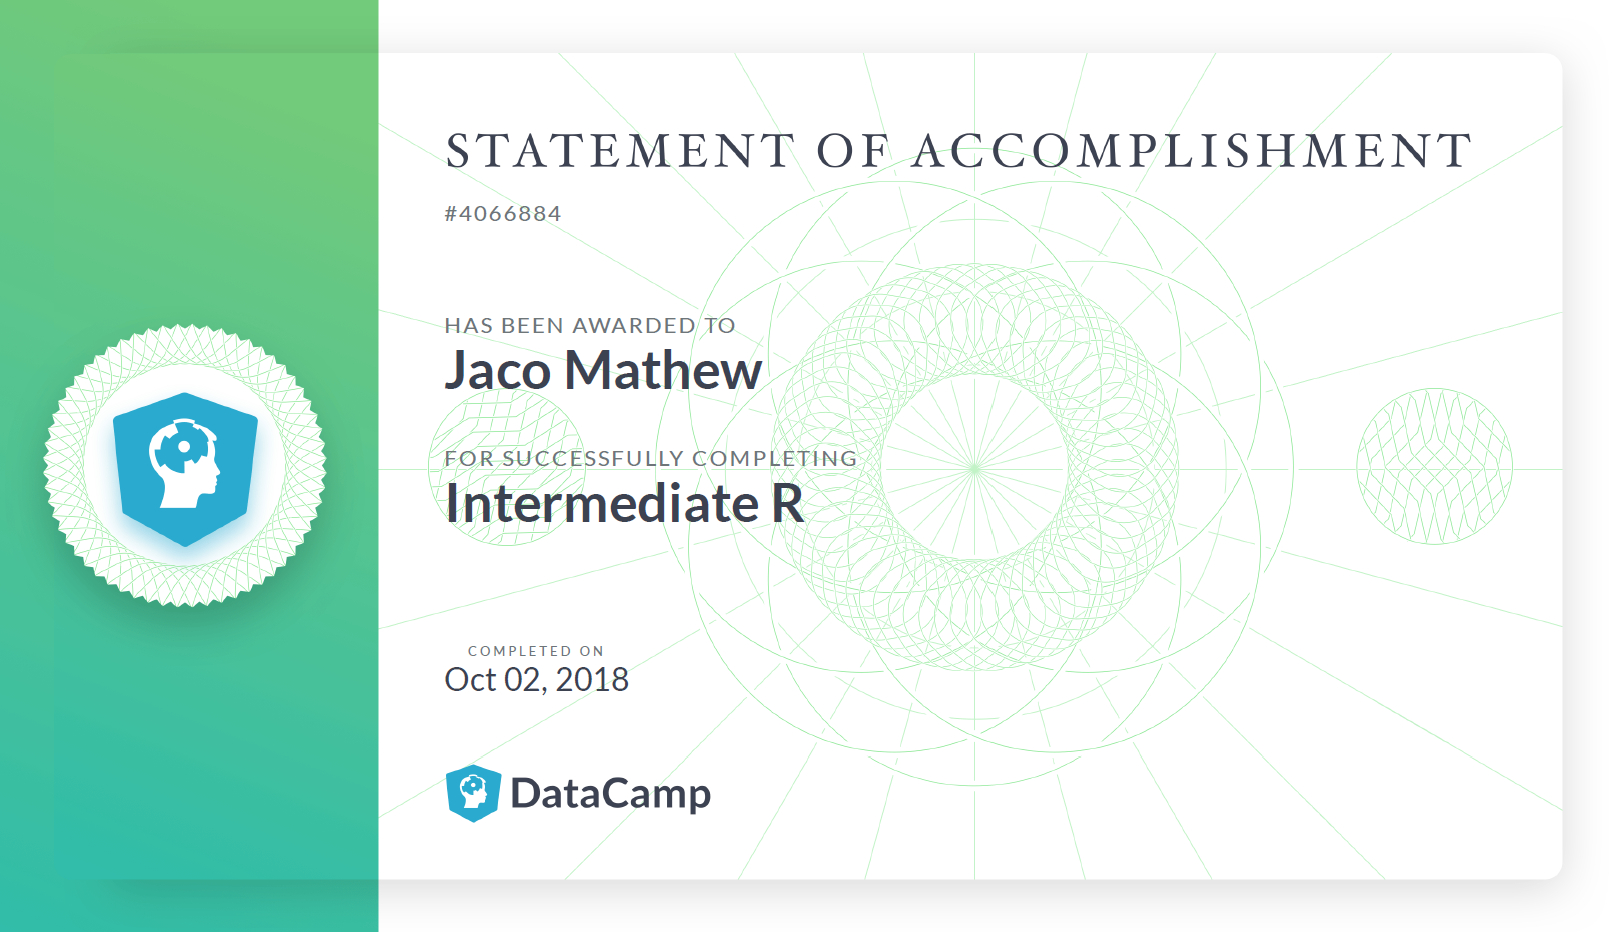 STATEMENT OF ACCOMPLISHMENT
#4066884
HAS BEEN AWARDED TO
Jaco Mathew
FOR SUCCESSFULLY COMPLETING
Intermediate R
COMPLETED ON
Oct 02, 2018
DataCamp